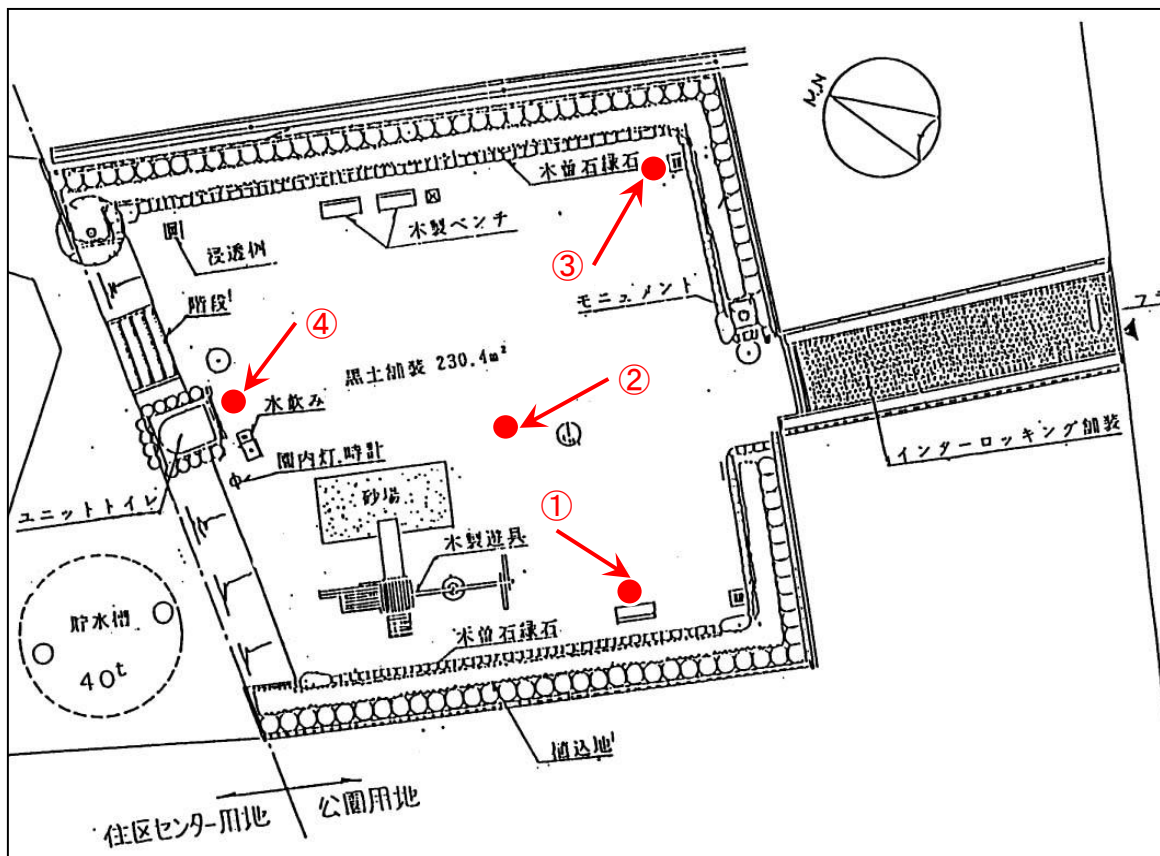 M.N
木曽石縁石
③
木製ベンチ
浸透桝
モニュメント
階段
④
黒土舗装 230.4m²
②
水飲み
園内灯,時計
インターロッキング舗装
ユニットトイレ
砂場
①
木製遊具
貯水槽
40t
木曽石縁石
植込地
住区センター用地
公園用地